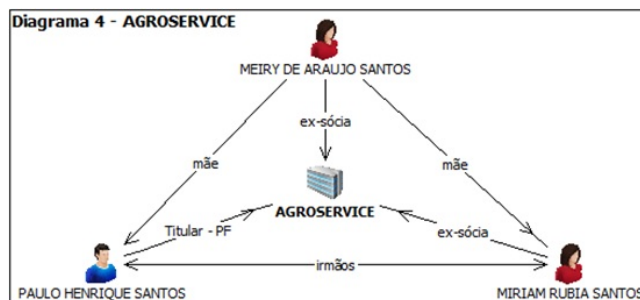 Diagrama 4 - AGROSERVICE
MEIRY DE ARAUJO SANTOS
ex-sócia
mãe
mãe
AGROSERVICE
Titular - PF
ex-sócia
irmãos
PAULO HENRIQUE SANTOS
MIRIAM RUBIA SANTOS